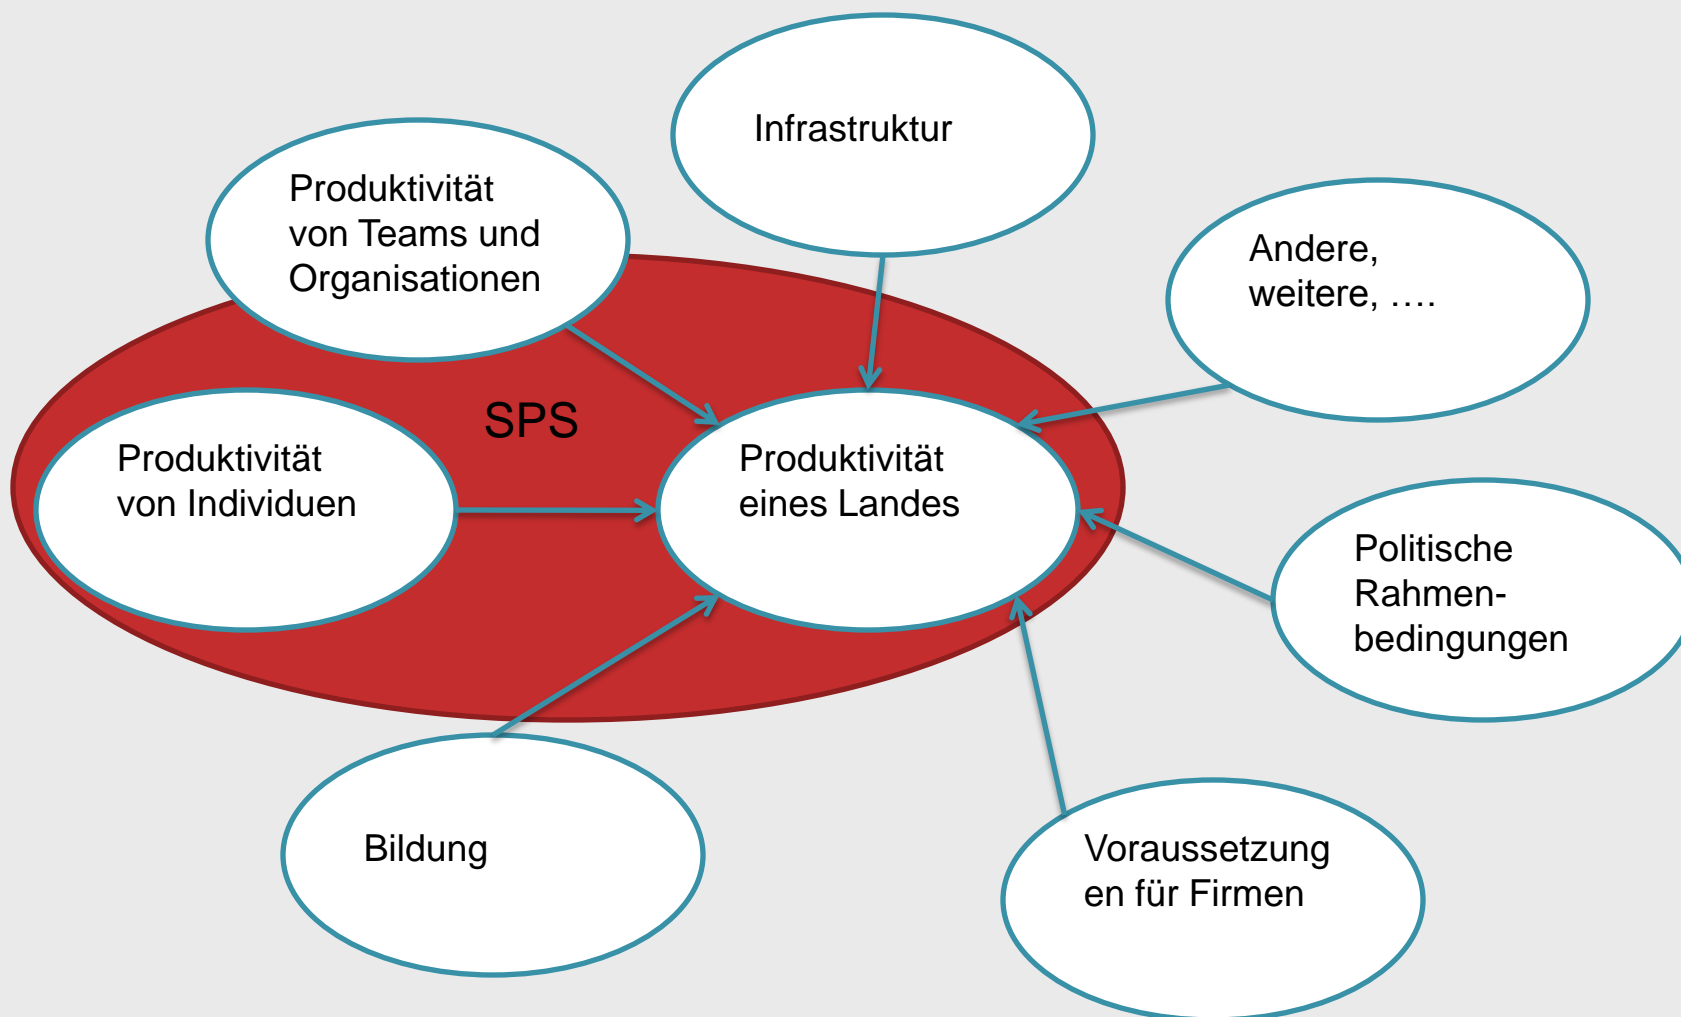 Infrastruktur
Produktivität
von Teams und
Organisationen
Andere,
weitere, ….
SPS
Produktivität
von Individuen
Produktivität
eines Landes
Politische
Rahmen-
bedingungen
Bildung
Voraussetzung
en für Firmen